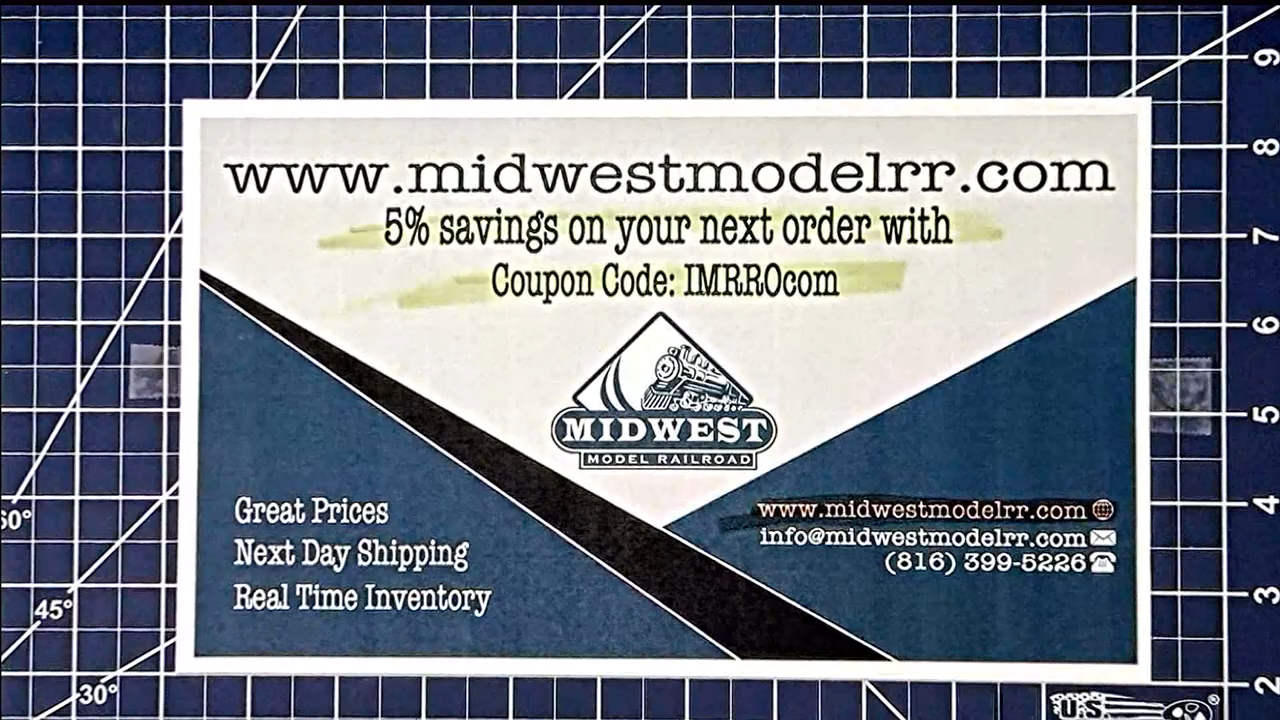 www.midwestmodelrr.com
5% savings on your next order with
Coupon Code: IMRROcom
MIDWEST
MODEL RAILROAD
Great Prices
Next Day Shipping
Real Time Inventory
www.midwestmodelrr.com
info@midwestmodelrr.com
(816) 399-5226
9
8
7
6
5
4
3
2
60°
45°
30°
US
®